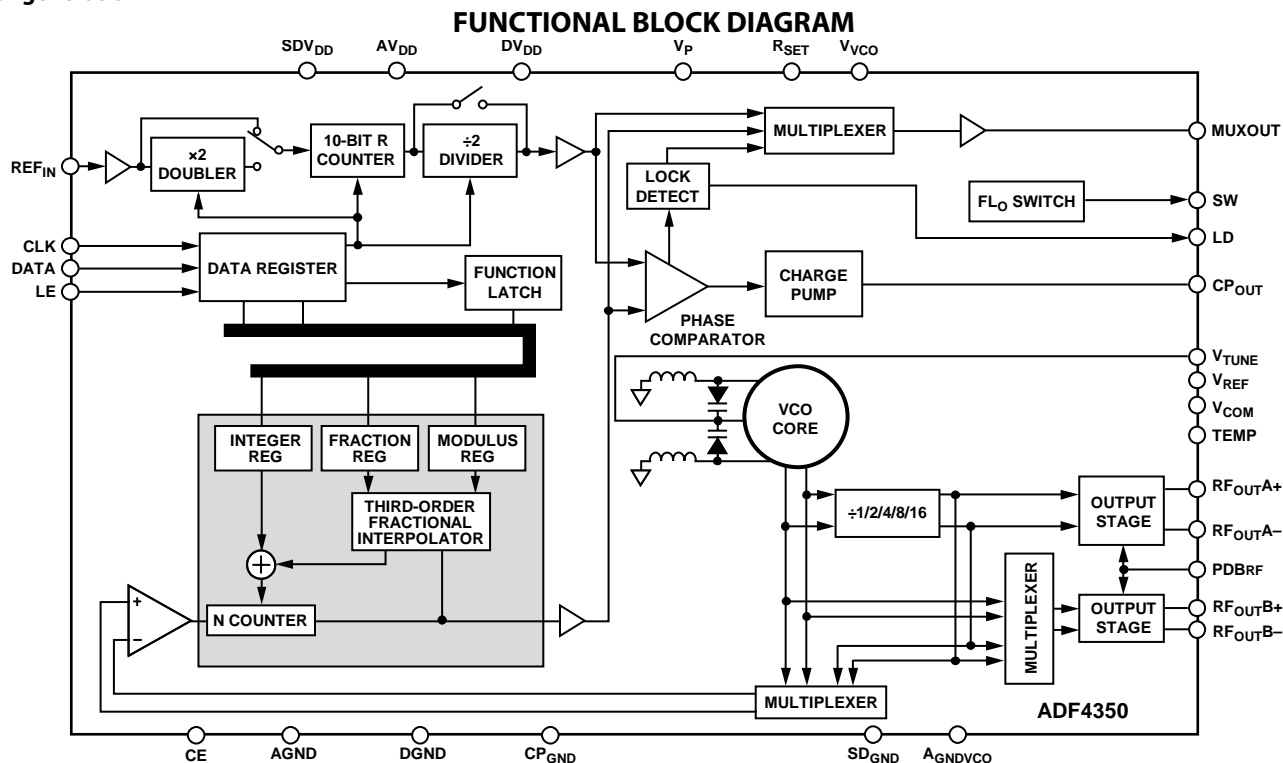 FUNCTIONAL BLOCK DIAGRAM
SDVDD
AVDD
DVDD
VP
RSET
VVCO
REFIN
×2
DOUBLER
10-BIT R
COUNTER
÷2
DIVIDER
MULTIPLEXER
MUXOUT
LOCK
DETECT
FLO SWITCH
SW
LD
CLK
DATA
LE
DATA REGISTER
FUNCTION
LATCH
CHARGE
PUMP
CPOUT
PHASE
COMPARATOR
VTUNE
VREF
VCOM
TEMP
VCO
CORE
INTEGER
REG
FRACTION
REG
MODULUS
REG
THIRD-ORDER
FRACTIONAL
INTERPOLATOR
+
N COUNTER
+
−
÷1/2/4/8/16
OUTPUT
STAGE
RFOUTA+
RFOUTA−
PDBRF
MULTIPLEXER
OUTPUT
STAGE
RFOUTB+
RFOUTB−
MULTIPLEXER
ADF4350
CE
AGND
DGND
CPGND
SDGND
AGNDVCO